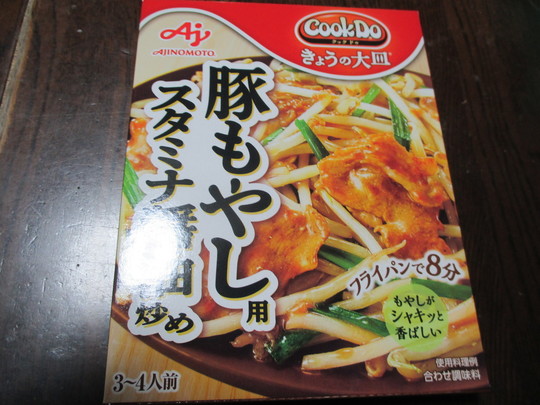 Aj
AJINOMOTO®
CookDo®
クックドゥ
きょうの大皿®
豚もやし用
スタミナ醤油炒め
フライパンで8分
もやしが
シャキッと
香ばしい
使用料理例
合わせ調味料
3~4人前